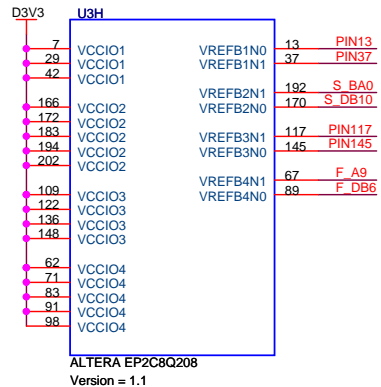 D3V3 U3H
7 VCCIO1 VREFB1N0 13 PIN13
29 VCCIO1 VREFB1N1 37 PIN37
42 VCCIO1
VREFB2N1 192 S_BA0
166 VCCIO2 VREFB2N0 170 S_DB10
172 VCCIO2
183 VCCIO2 VREFB3N1 117 PIN117
194 VCCIO2 VREFB3N0 145 PIN145
202 VCCIO2
VREFB4N1 67 F_A9
109 VCCIO3 VREFB4N0 89 F_DB6
122 VCCIO3
136 VCCIO3
148 VCCIO3
62 VCCIO4
71 VCCIO4
83 VCCIO4
91 VCCIO4
98 VCCIO4
ALTERA EP2C8Q208
Version = 1.1